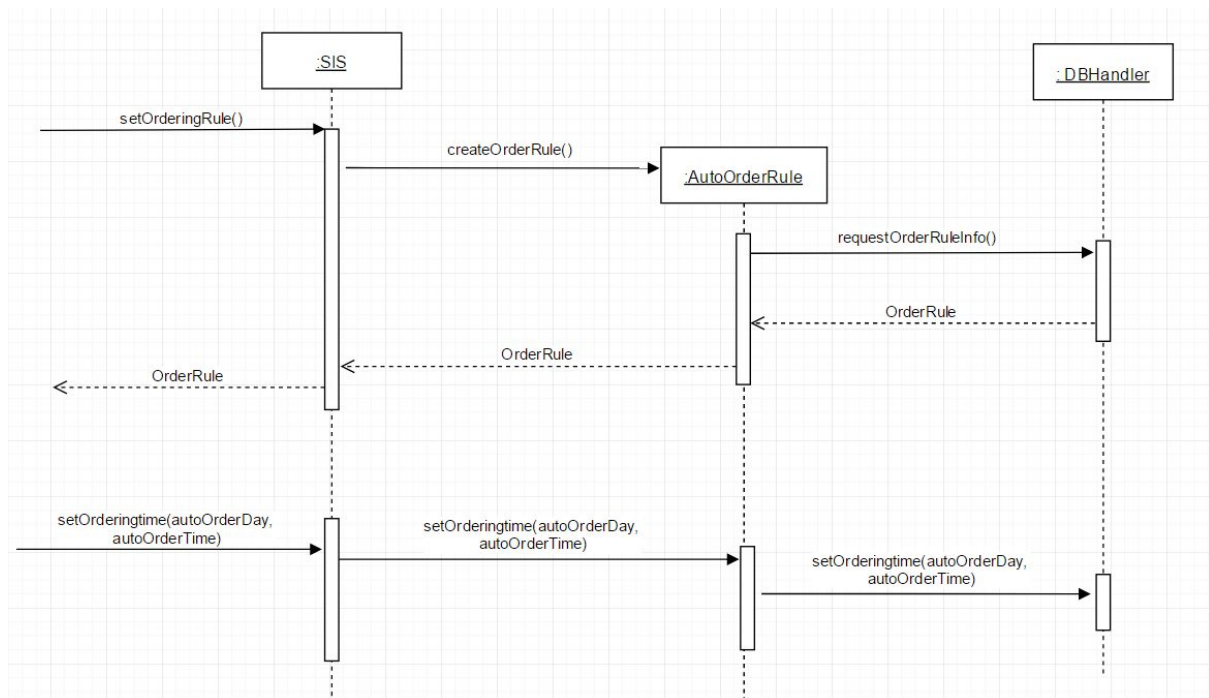 :SIS
: DBHandler
setOrderingRule()
createOrderRule()
:AutoOrderRule
requestOrderRuleInfo()
OrderRule
OrderRule
OrderRule
setOrderingtime(autoOrderDay,
autoOrderTime)
setOrderingtime(autoOrderDay,
autoOrderTime)
setOrderingtime(autoOrderDay,
autoOrderTime)